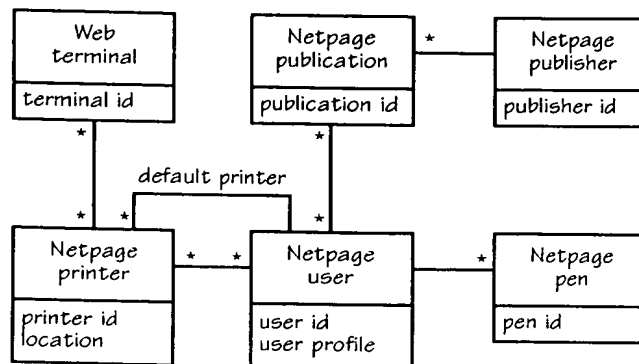 Web
terminal
terminal id
Netpage
publication
publication id
*
Netpage
publisher
publisher id
*
*
default printer
*
*
*
Netpage
printer
printer id
location
*
*
Netpage
user
user id
user profile
*
Netpage
pen
pen id